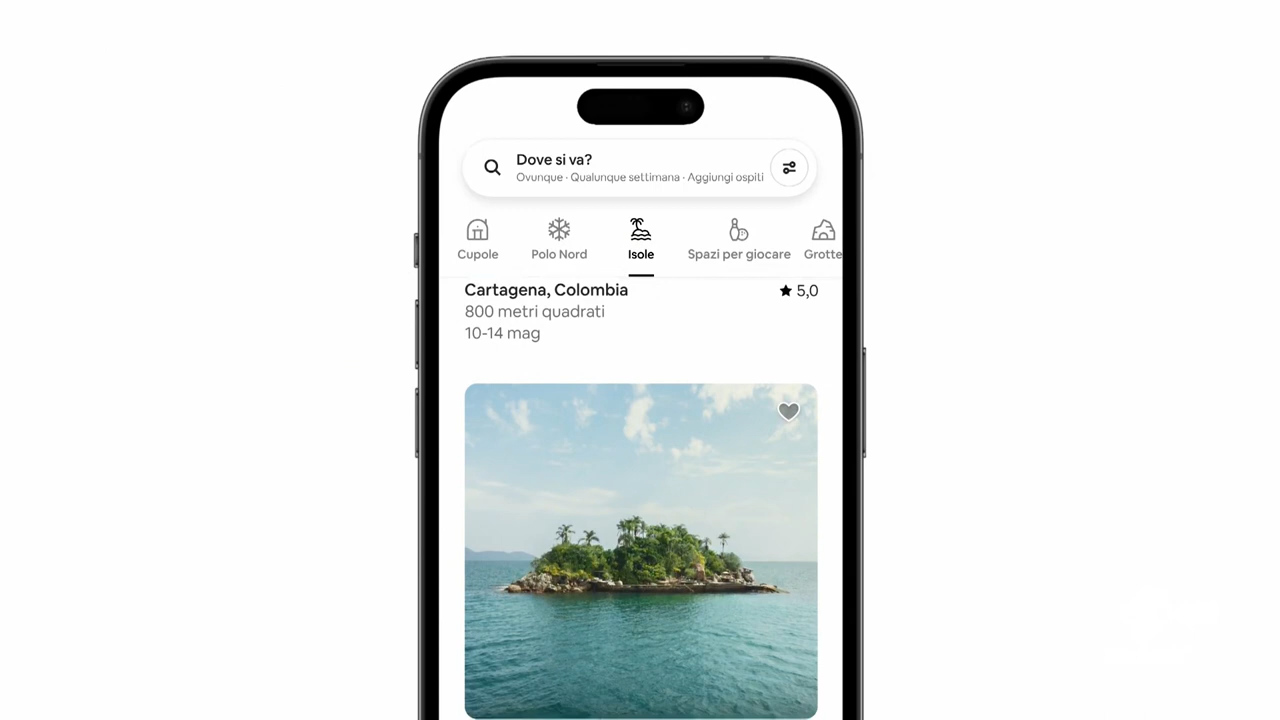 Dove si va?
Ovunque · Qualunque settimana · Aggiungi ospiti
Cupole
Polo Nord
Isole
Spazi per giocare
Grotte
Cartagena, Colombia
5,0
800 metri quadrati
10-14 mag